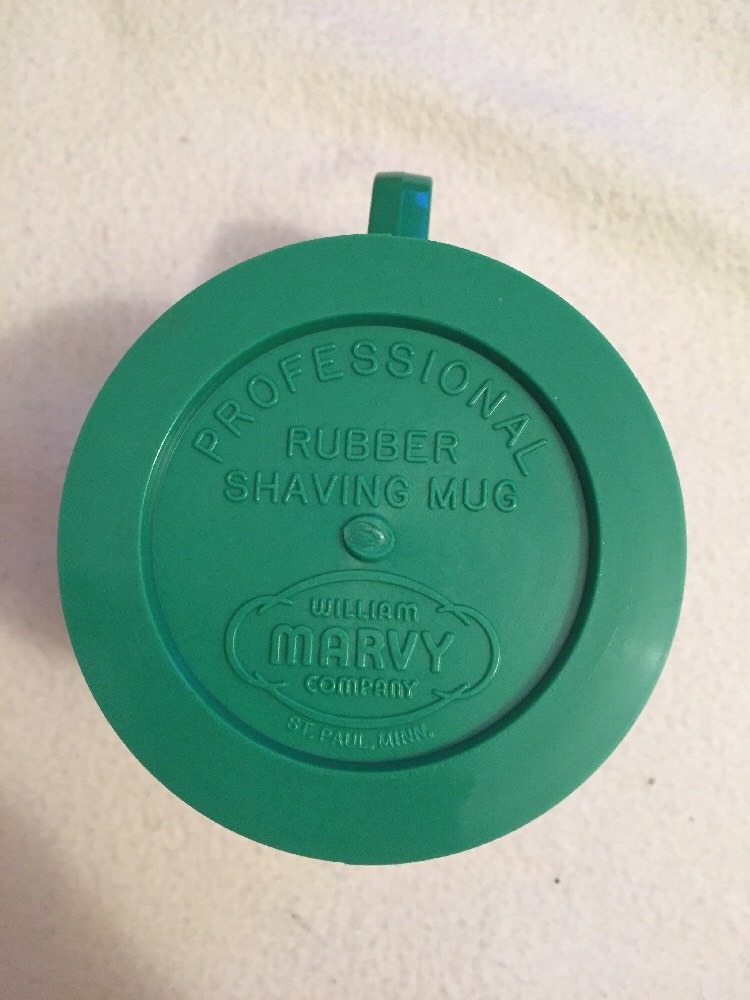 PROFESSIONAL
RUBBER
SHAVING MUG
WILLIAM
MARVY
COMPANY
ST. PAUL, MINN.